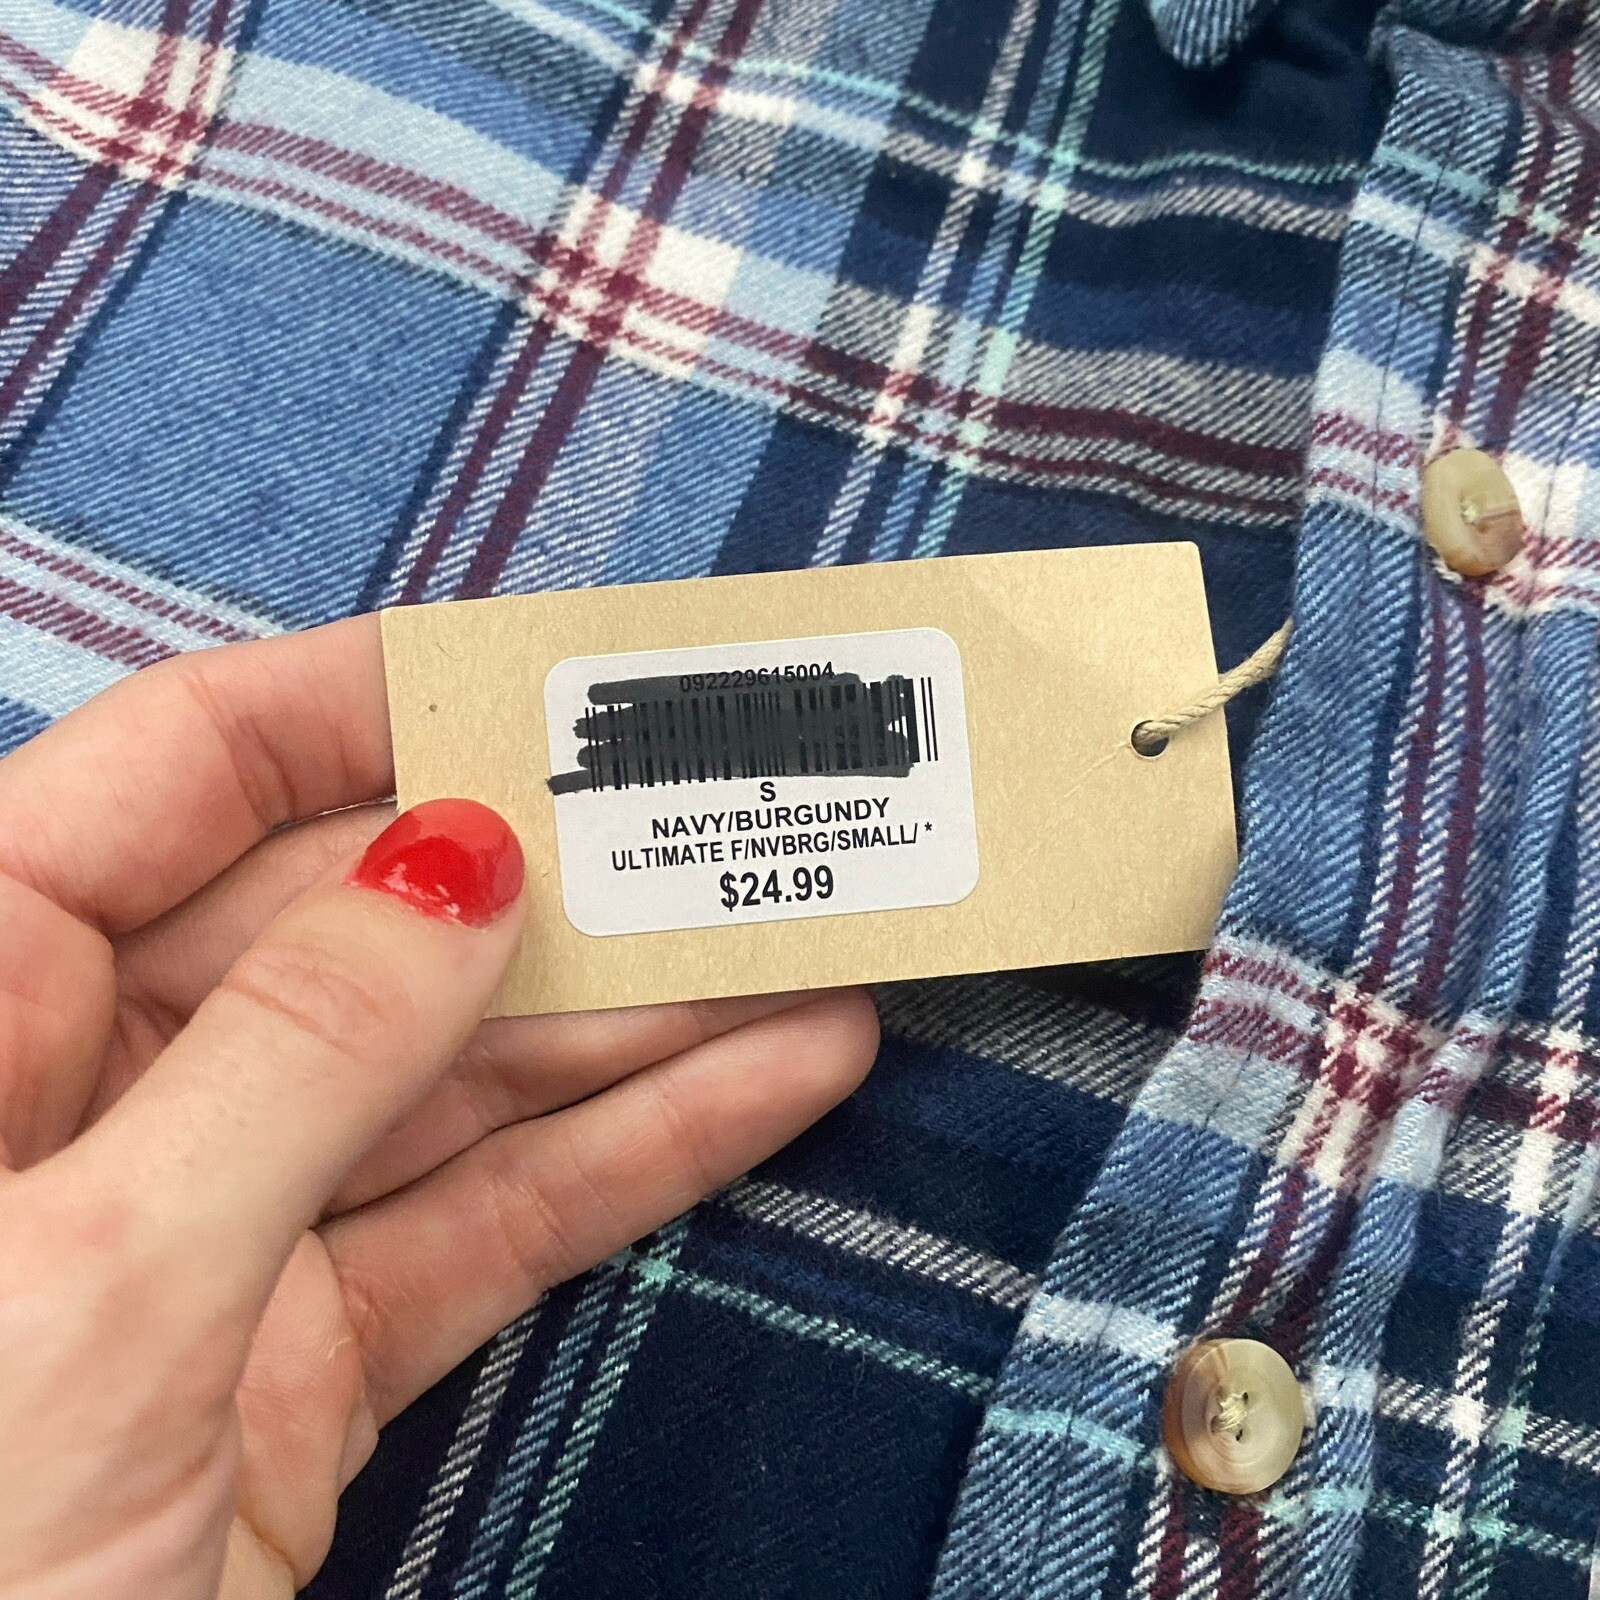 092229615004
S
NAVY/BURGUNDY
ULTIMATE F/NVBRG/SMALL/ *
$24.99